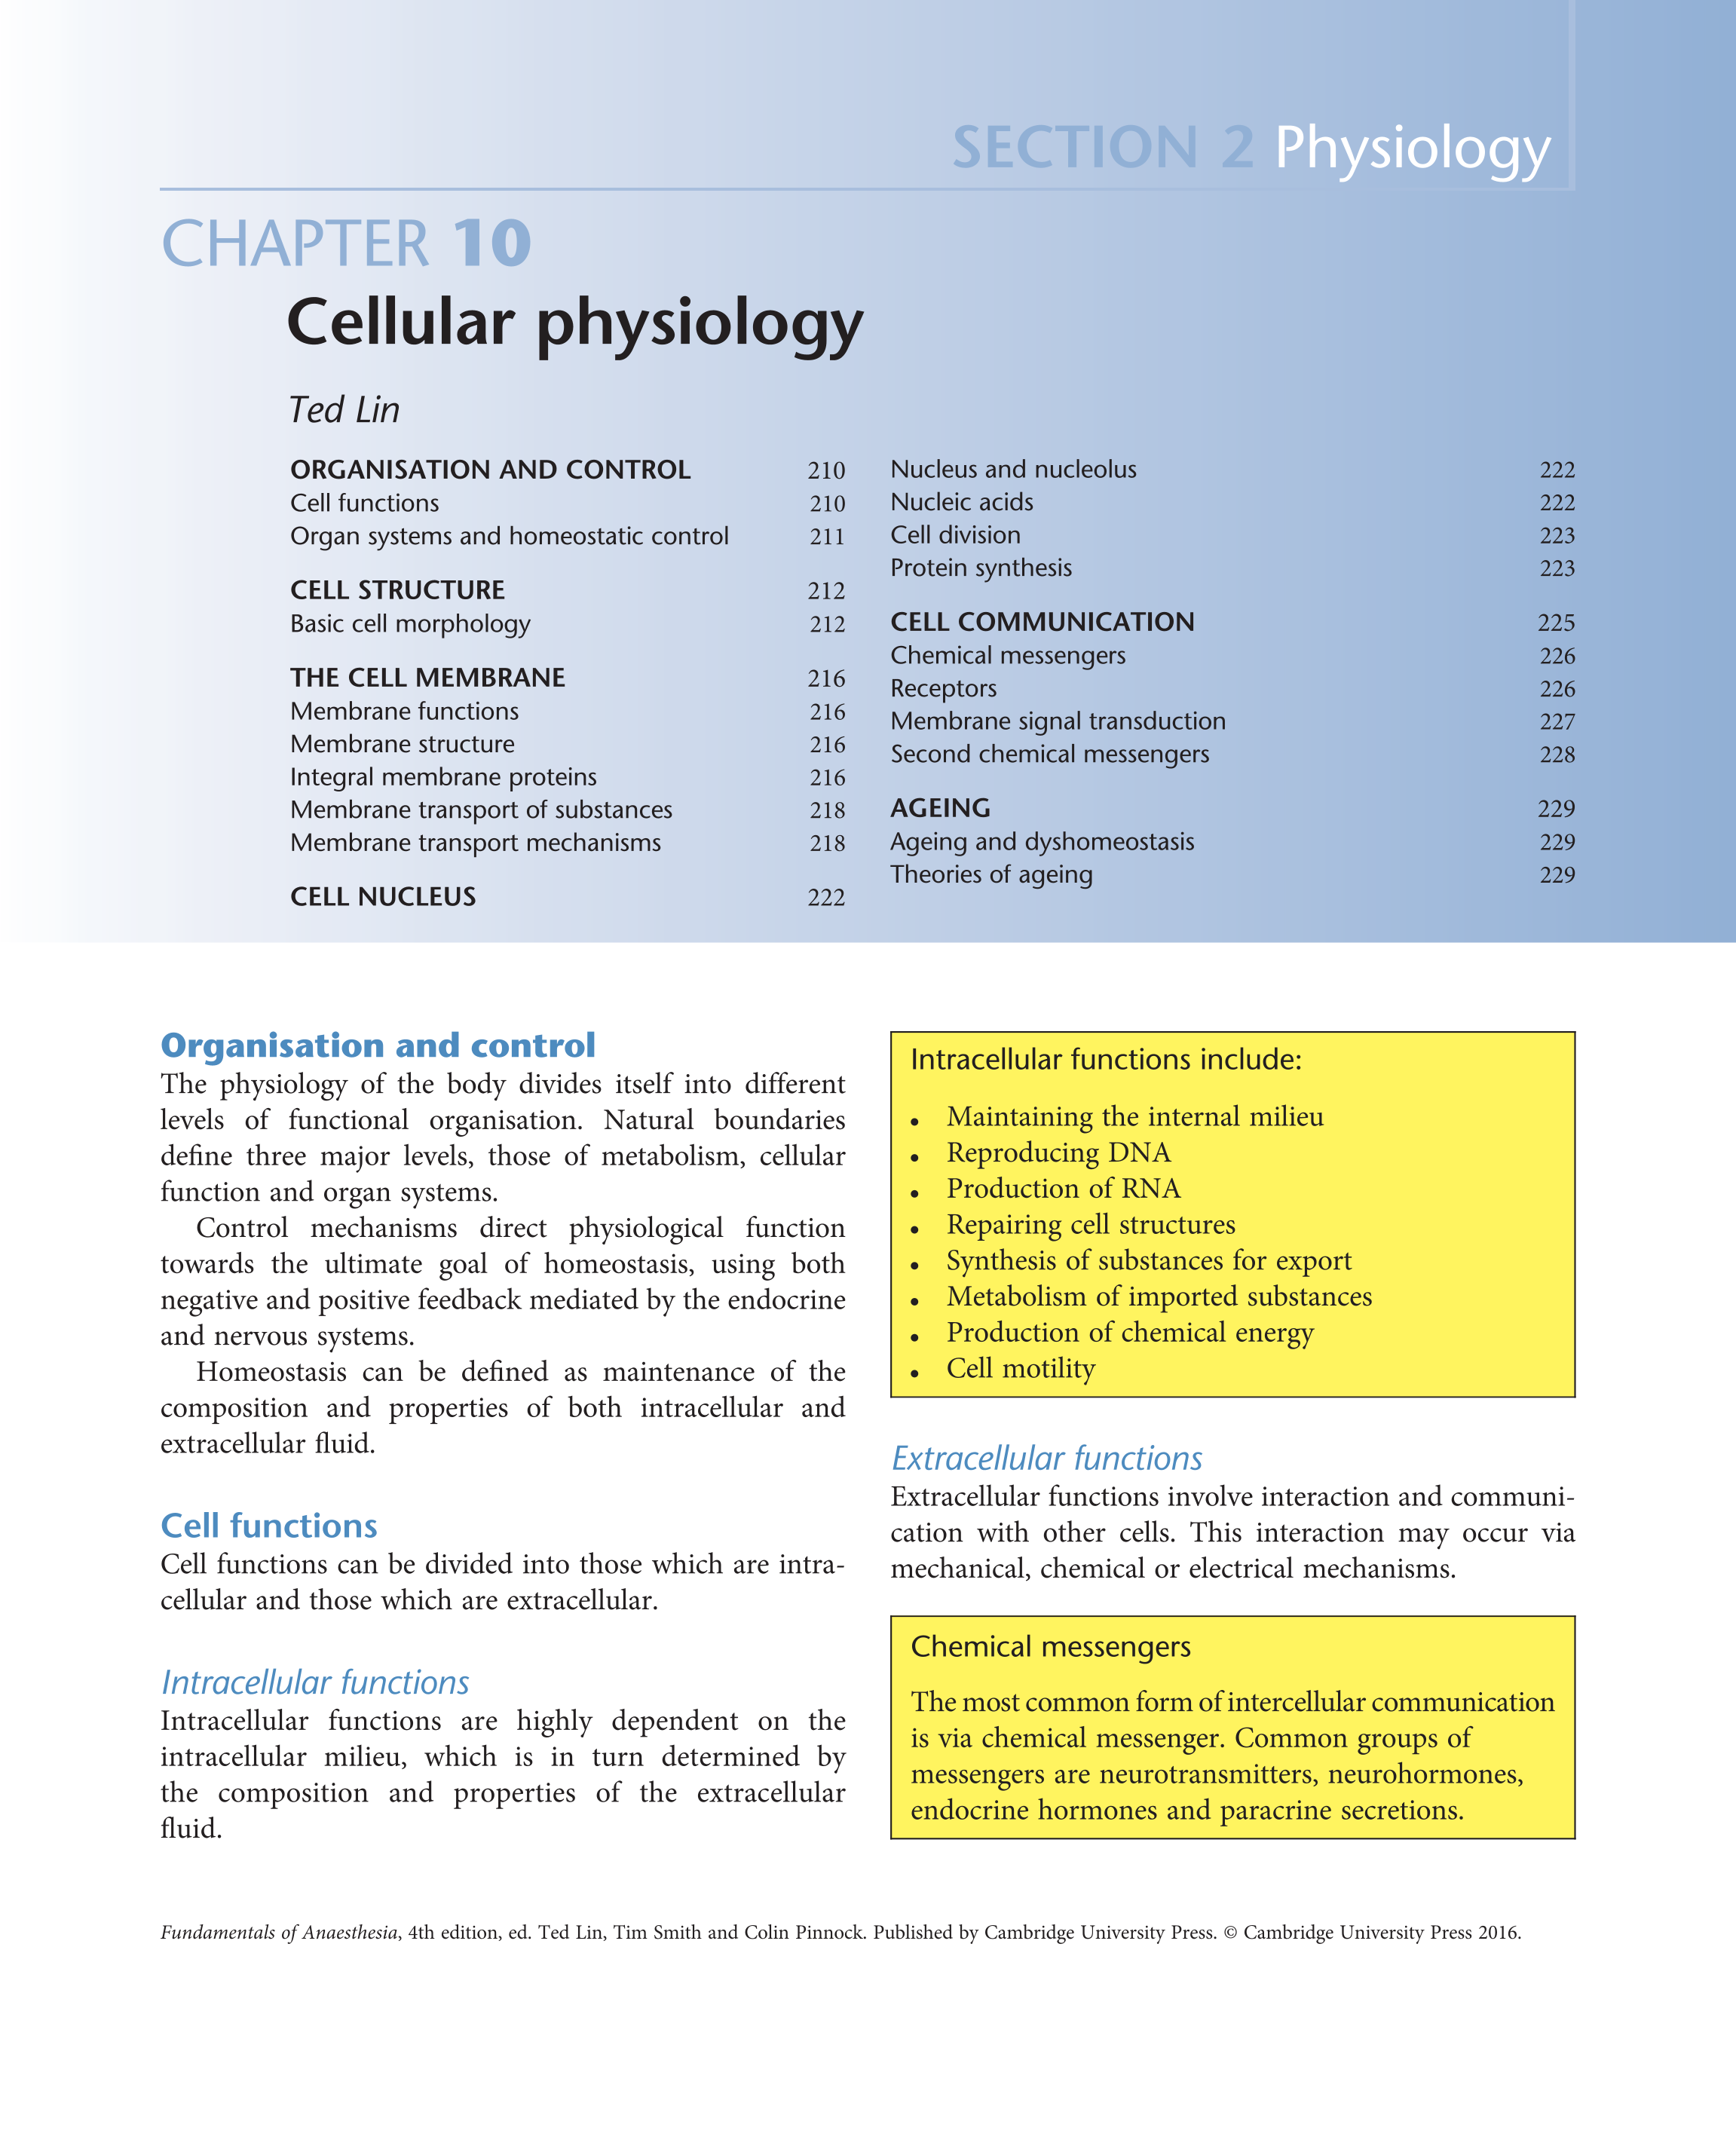 SECTION 2 Physiology
CHAPTER 10
Cellular physiology
Ted Lin
ORGANISATION AND CONTROL 210
Cell functions 210
Organ systems and homeostatic control 211
CELL STRUCTURE 212
Basic cell morphology 212
THE CELL MEMBRANE 216
Membrane functions 216
Membrane structure 216
Integral membrane proteins 216
Membrane transport of substances 218
Membrane transport mechanisms 218
CELL NUCLEUS 222
Nucleus and nucleolus 222
Nucleic acids 222
Cell division 223
Protein synthesis 223
CELL COMMUNICATION 225
Chemical messengers 226
Receptors 226
Membrane signal transduction 227
Second chemical messengers 228
AGEING 229
Ageing and dyshomeostasis 229
Theories of ageing 229
Organisation and control
The physiology of the body divides itself into different
levels of functional organisation. Natural boundaries
define three major levels, those of metabolism, cellular
function and organ systems.
Control mechanisms direct physiological function
towards the ultimate goal of homeostasis, using both
negative and positive feedback mediated by the endocrine
and nervous systems.
Homeostasis can be defined as maintenance of the
composition and properties of both intracellular and
extracellular fluid.
Cell functions
Cell functions can be divided into those which are intra-
cellular and those which are extracellular.
Intracellular functions
Intracellular functions are highly dependent on the
intracellular milieu, which is in turn determined by
the composition and properties of the extracellular
fluid.
Intracellular functions include:
• Maintaining the internal milieu
• Reproducing DNA
• Production of RNA
• Repairing cell structures
• Synthesis of substances for export
• Metabolism of imported substances
• Production of chemical energy
• Cell motility
Extracellular functions
Extracellular functions involve interaction and communi-
cation with other cells. This interaction may occur via
mechanical, chemical or electrical mechanisms.
Chemical messengers
The most common form of intercellular communication
is via chemical messenger. Common groups of
messengers are neurotransmitters, neurohormones,
endocrine hormones and paracrine secretions.
Fundamentals of Anaesthesia, 4th edition, ed. Ted Lin, Tim Smith and Colin Pinnock. Published by Cambridge University Press. © Cambridge University Press 2016.